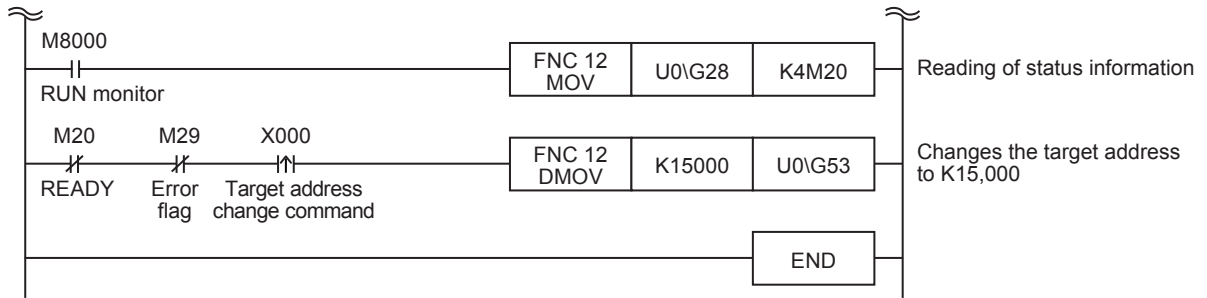 M8000
RUN monitor
FNC 12
MOV
U0\G28
K4M20
Reading of status information
M20
M29
X000
READY
Error
flag
Target address
change command
FNC 12
DMOV
K15000
U0\G53
Changes the target address
to K15,000
END